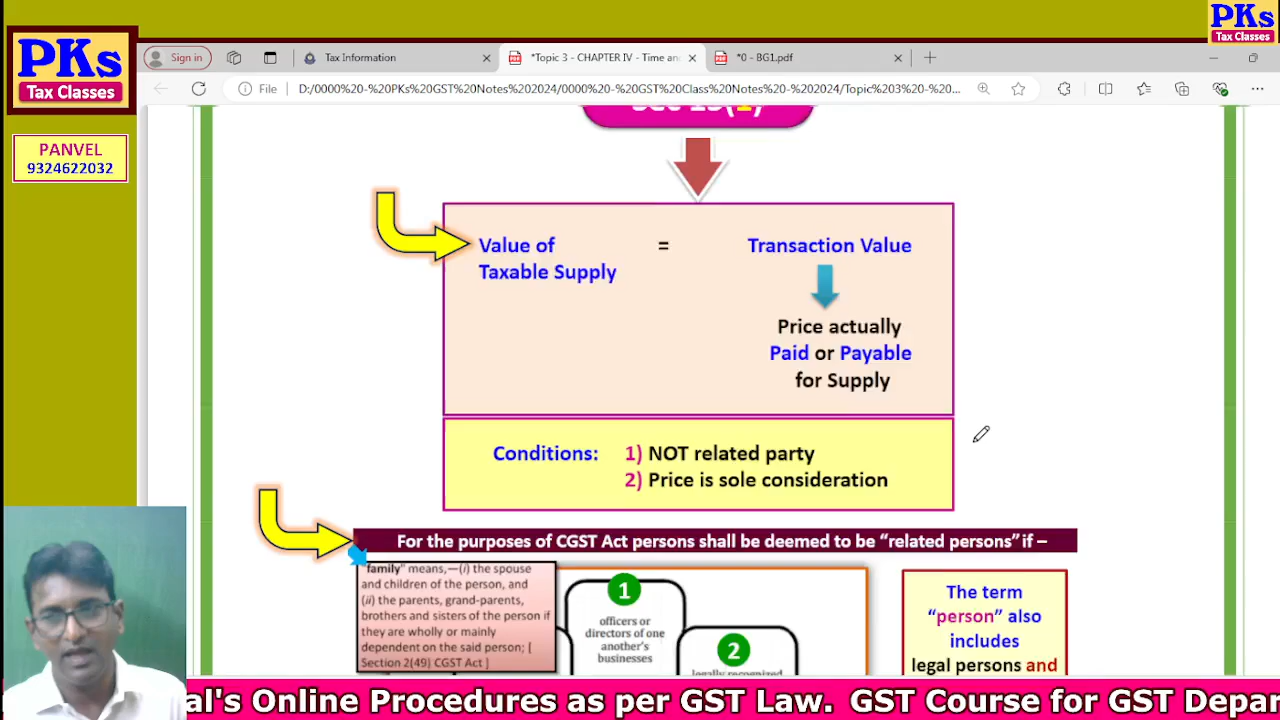 PKs
Tax Classes
PKs
Tax Classes
PANVEL
9324622032
Sign in
Tax Information
*Topic 3 - CHAPTER IV - Time an
*0 - BG1.pdf
File
D:/0000%20-%20PKs%20GST%20Notes%202024/0000%20-%20GST%20Class%20Notes%20-%202024/Topic%203%20-%20...
Value of = Transaction Value
Taxable Supply
Price actually
Paid or Payable
for Supply
Conditions: 1) NOT related party
2) Price is sole consideration
For the purposes of CGST Act persons shall be deemed to be “related persons” if –
"family" means,—(i) the spouse
and children of the person, and
(ii) the parents, grand-parents,
brothers and sisters of the person if
they are wholly or mainly
dependent on the said person; [
Section 2(49) CGST Act ]
1
officers or
directors of one
another's
businesses
2
legally recognized
The term
“person” also
includes
legal persons and
al's Online Procedures as per GST Law. GST Course for GST Depar